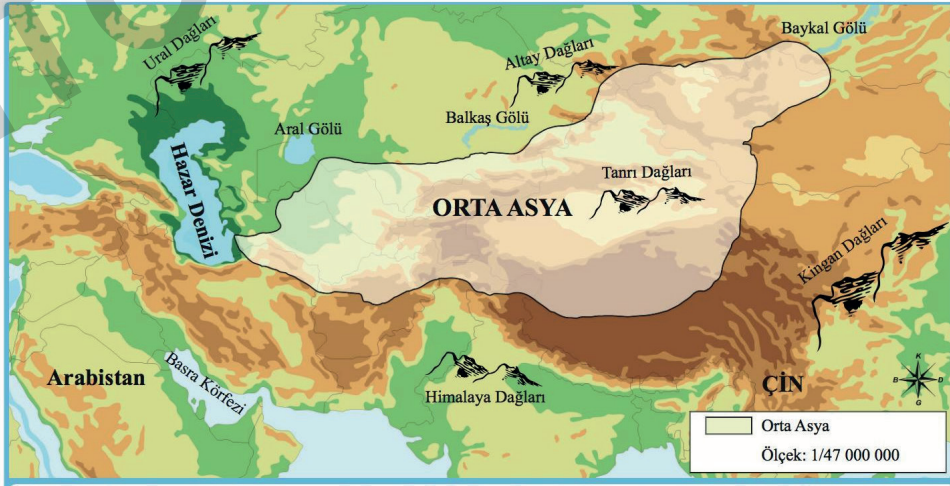 Ural Dağları
Altay Dağları
Baykal Gölü
Aral Gölü
Balkaş Gölü
Hazar Denizi
Tanrı Dağları
ORTA ASYA
Kingan Dağları
Arabistan
Basra Körfezi
Himalaya Dağları
ÇİN
K
B
D
G
Orta Asya
Ölçek: 1/47 000 000